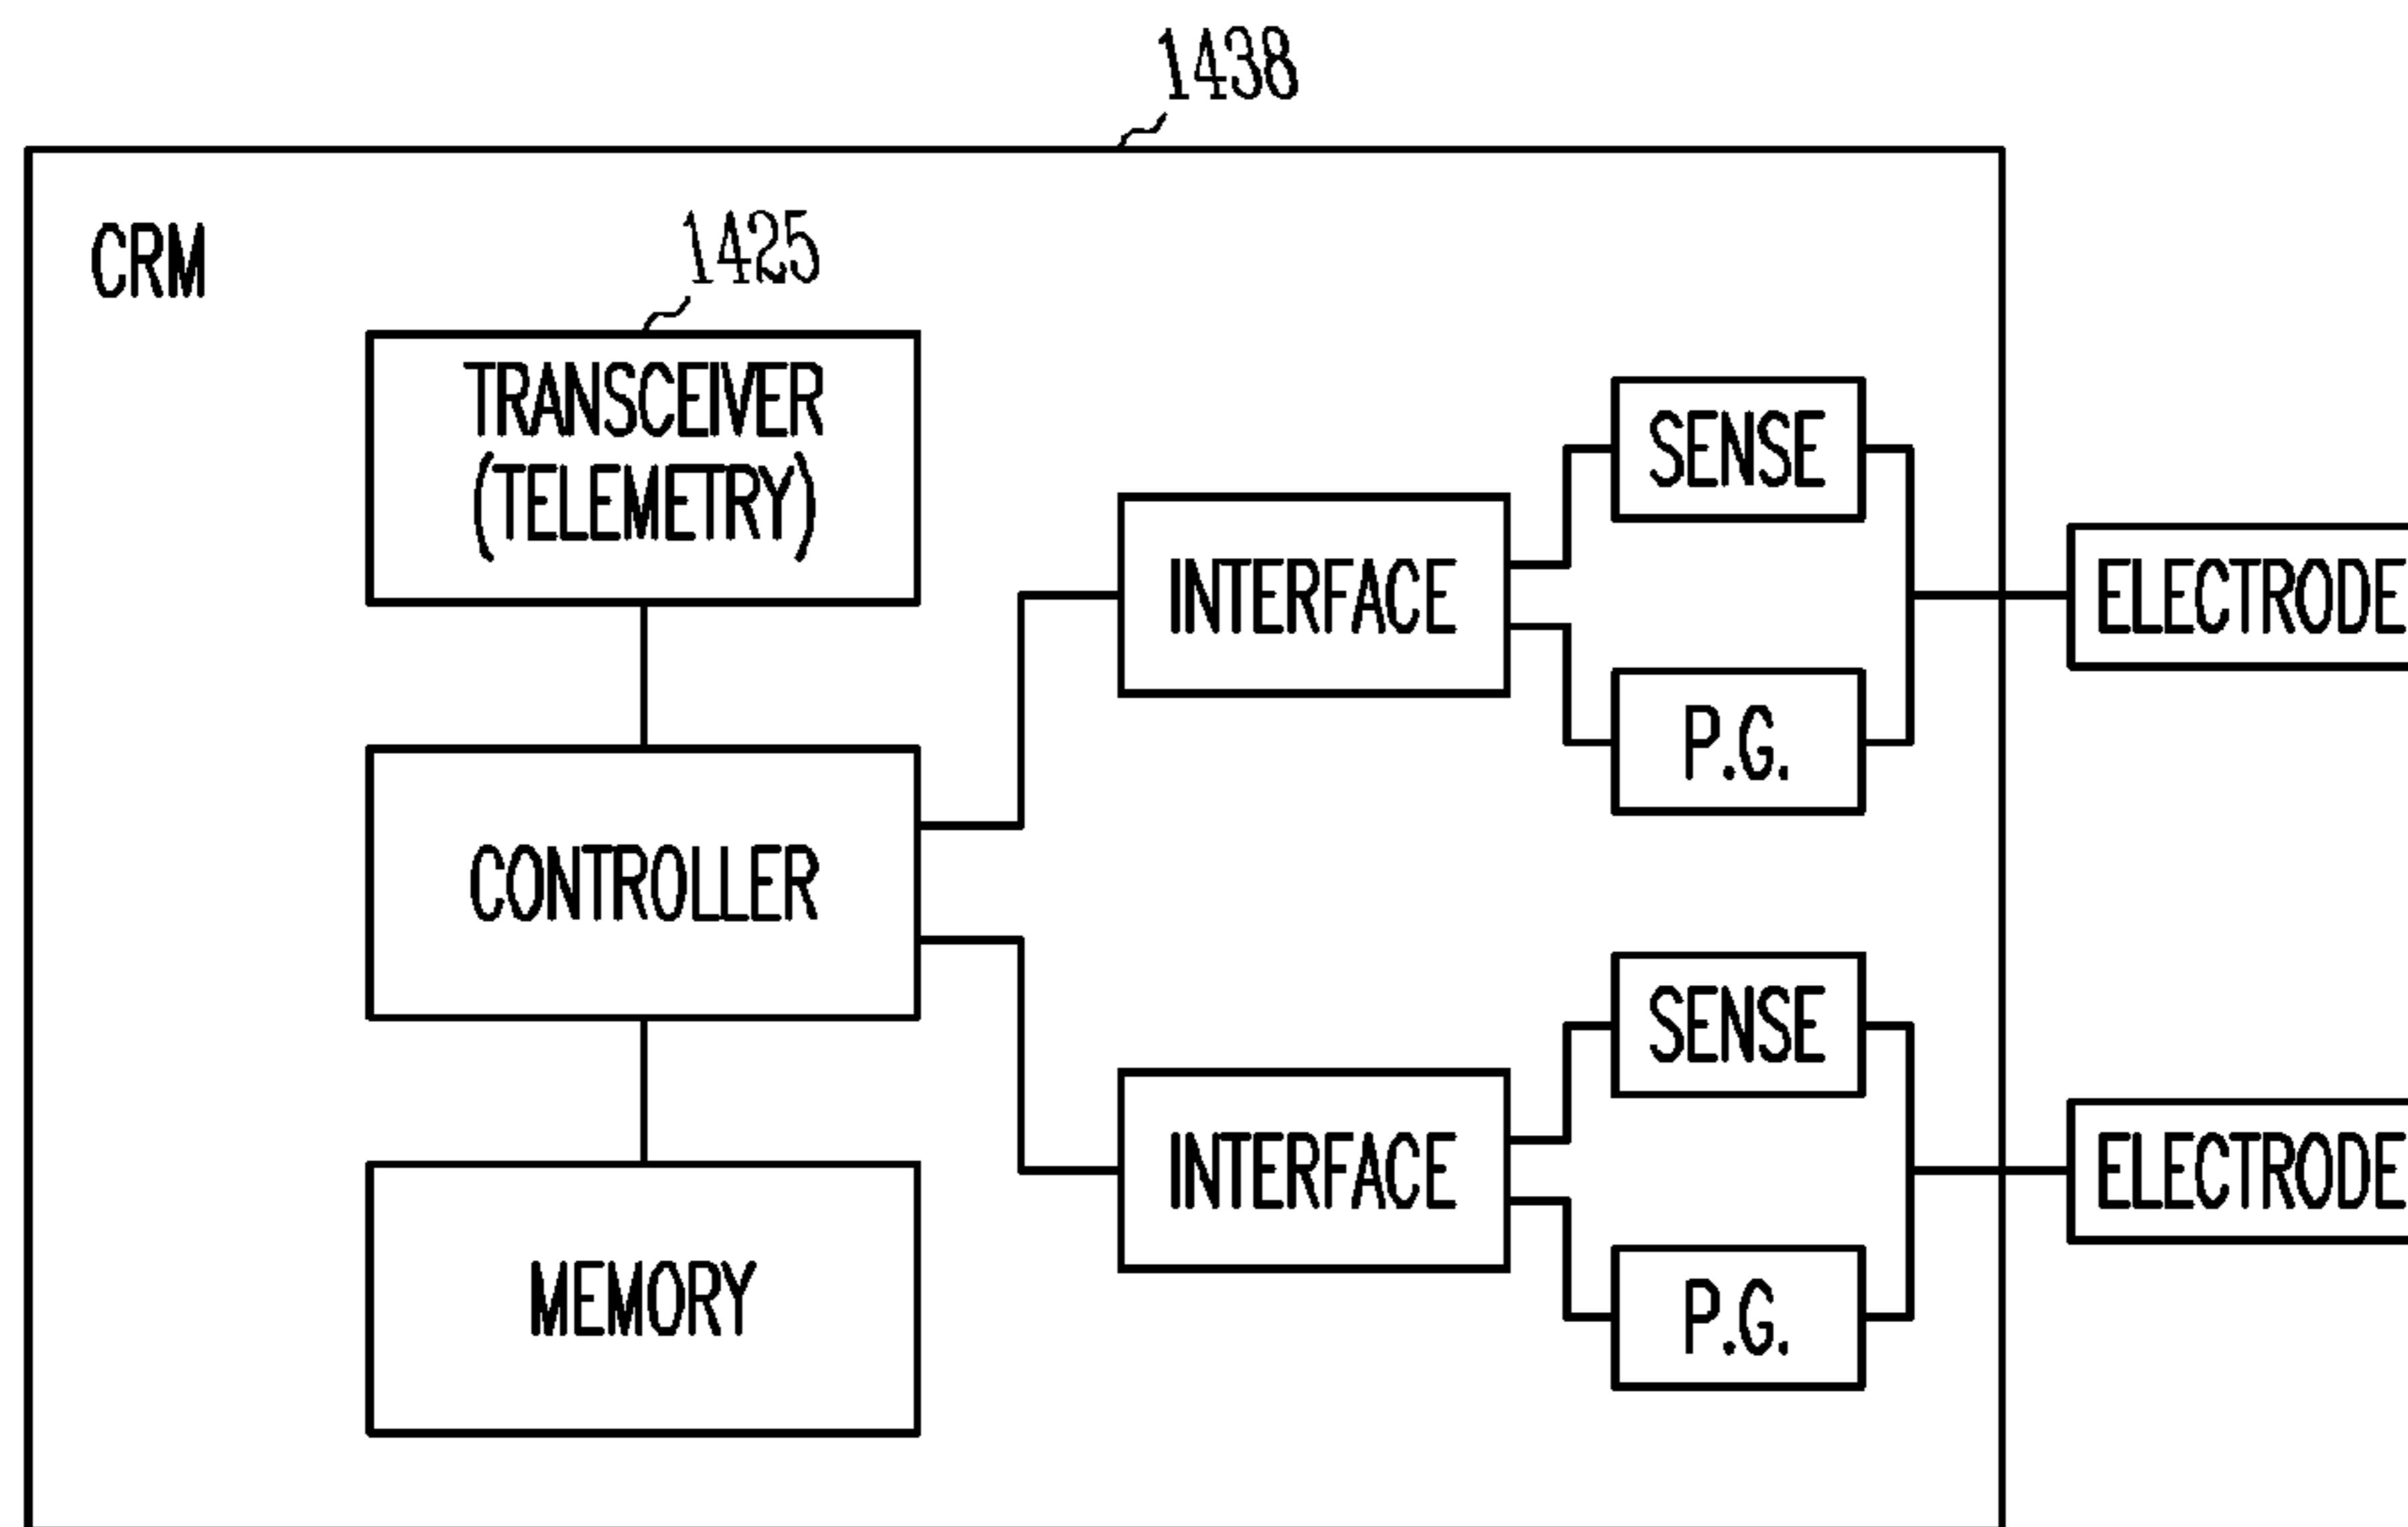 1438
CRM
1425
TRANSCEIVER
(TELEMETRY)
SENSE
INTERFACE
ELECTRODE
P.G.
CONTROLLER
SENSE
INTERFACE
ELECTRODE
P.G.
MEMORY